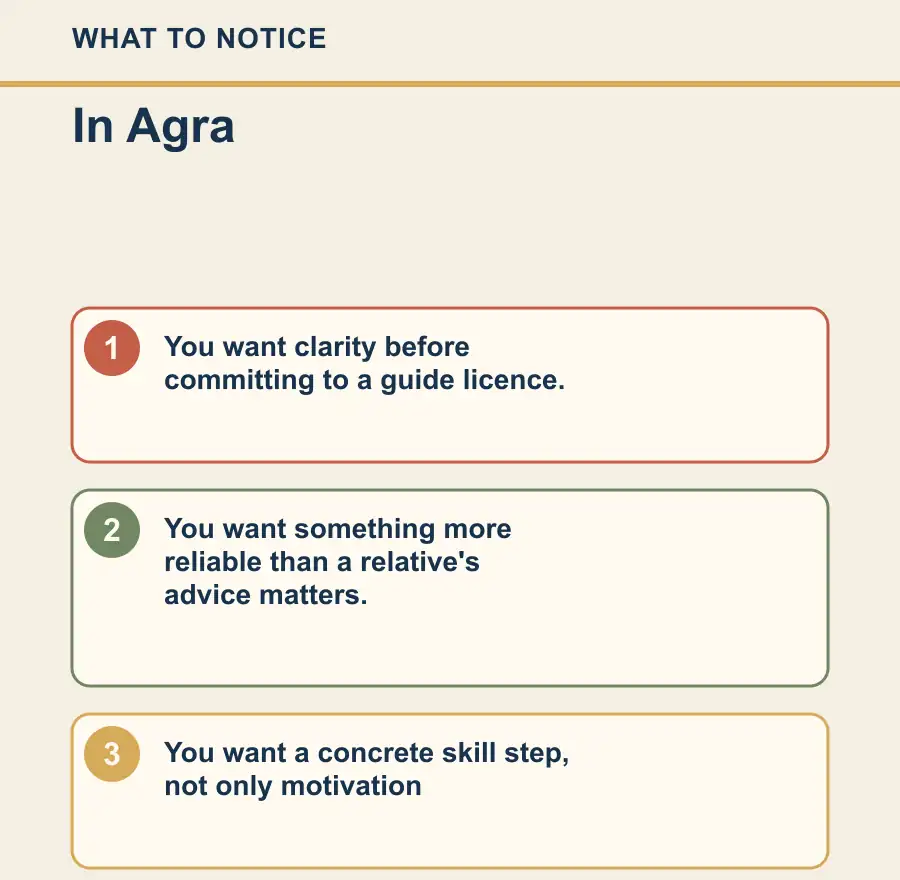 WHAT TO NOTICE
In Agra
1
You want clarity before
committing to a guide licence.
2
You want something more
reliable than a relative's
advice matters.
3
You want a concrete skill step,
not only motivation